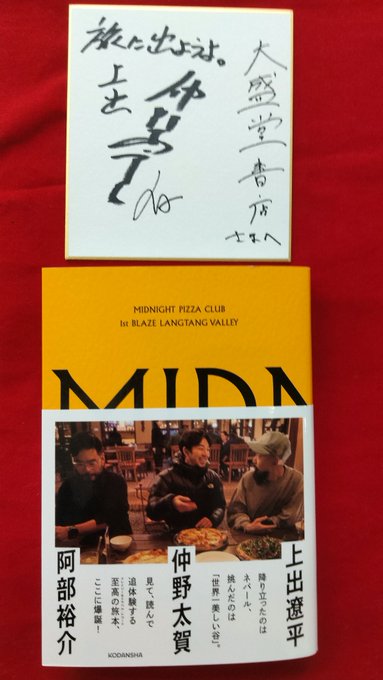 旅に出ようよ。
上出
仲野太賀
大盛堂書店
さまへ
MIDNIGHT PIZZA CLUB
1st BLAZE LANGTANG VALLEY
MIDN
上出遼平
降り立ったのは
ネパール、
挑んだのは
「世界一美しい谷」。
仲野太賀
見て、読んで
追体験する
至高の旅本、
ここに爆誕!
阿部裕介
KODANSHA